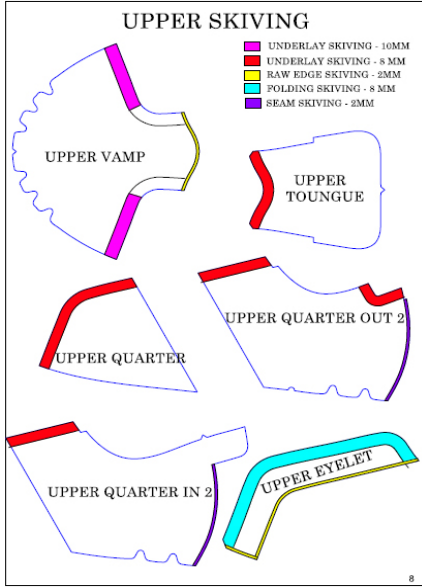 UPPER SKIVING
UNDERLAY SKIVING - 10MM
UNDERLAY SKIVING - 8 MM
RAW EDGE SKIVING - 2MM
FOLDING SKIVING - 8 MM
SEAM SKIVING - 2MM
UPPER VAMP
UPPER
TOUNGUE
UPPER QUARTER
UPPER QUARTER OUT 2
UPPER QUARTER IN 2
UPPER EYELET
8